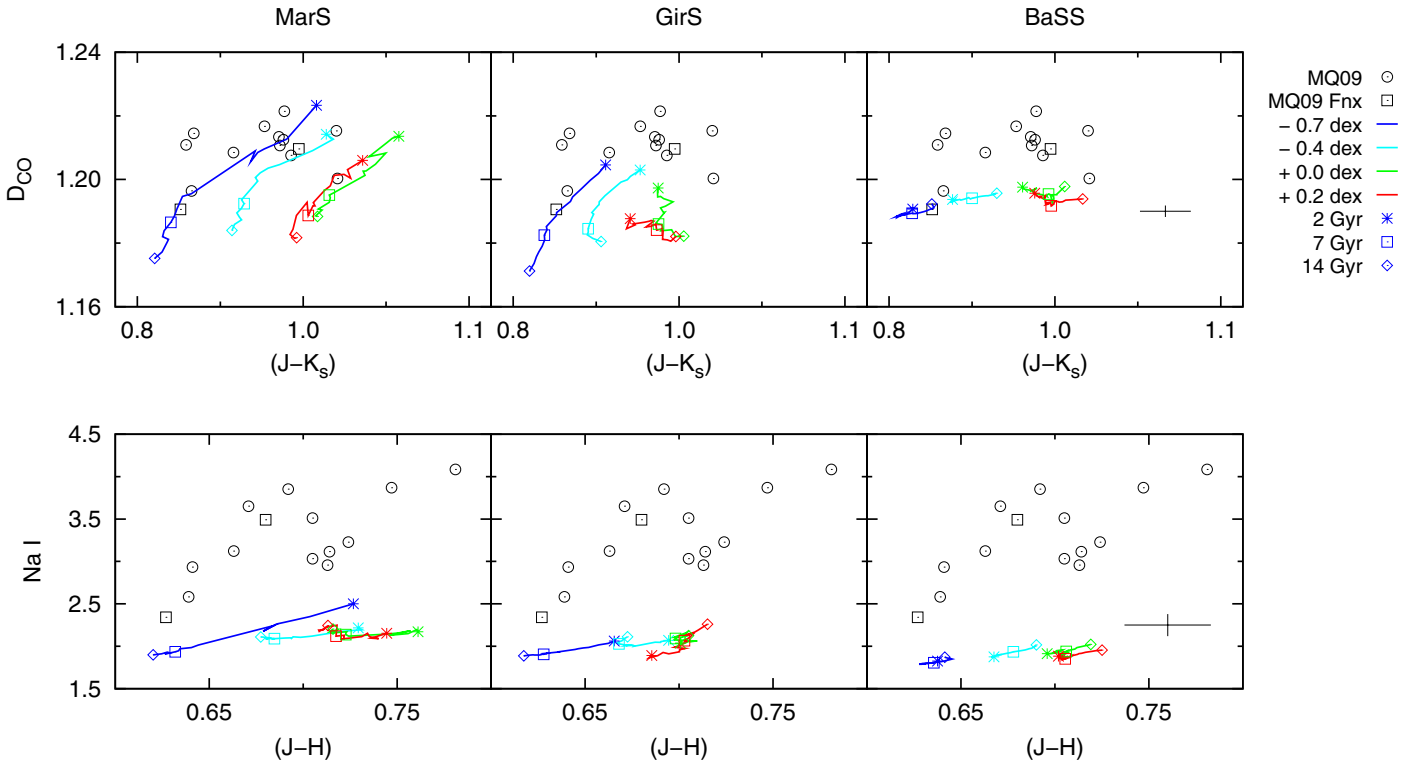 MarS GirS BaSS
1.24
1.20
1.16
D_CO
0.8 1.0 1.1 0.8 1.0 1.1 0.8 1.0 1.1
(J–K_s) (J–K_s) (J–K_s)
MQ09
MQ09 Fnx
– 0.7 dex
– 0.4 dex
+ 0.0 dex
+ 0.2 dex
2 Gyr
7 Gyr
14 Gyr
4.5
3.5
2.5
1.5
Na I
0.65 0.75 0.65 0.75 0.65 0.75
(J–H) (J–H) (J–H)